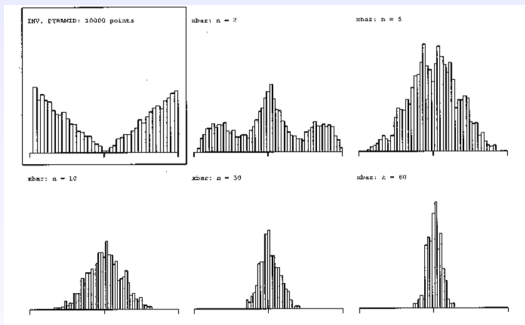 INV. PYRAMID: 10000 points
xbar: n = 2
xbar: n = 5
xbar: n = 10
xbar: n = 30
xbar: n = 60